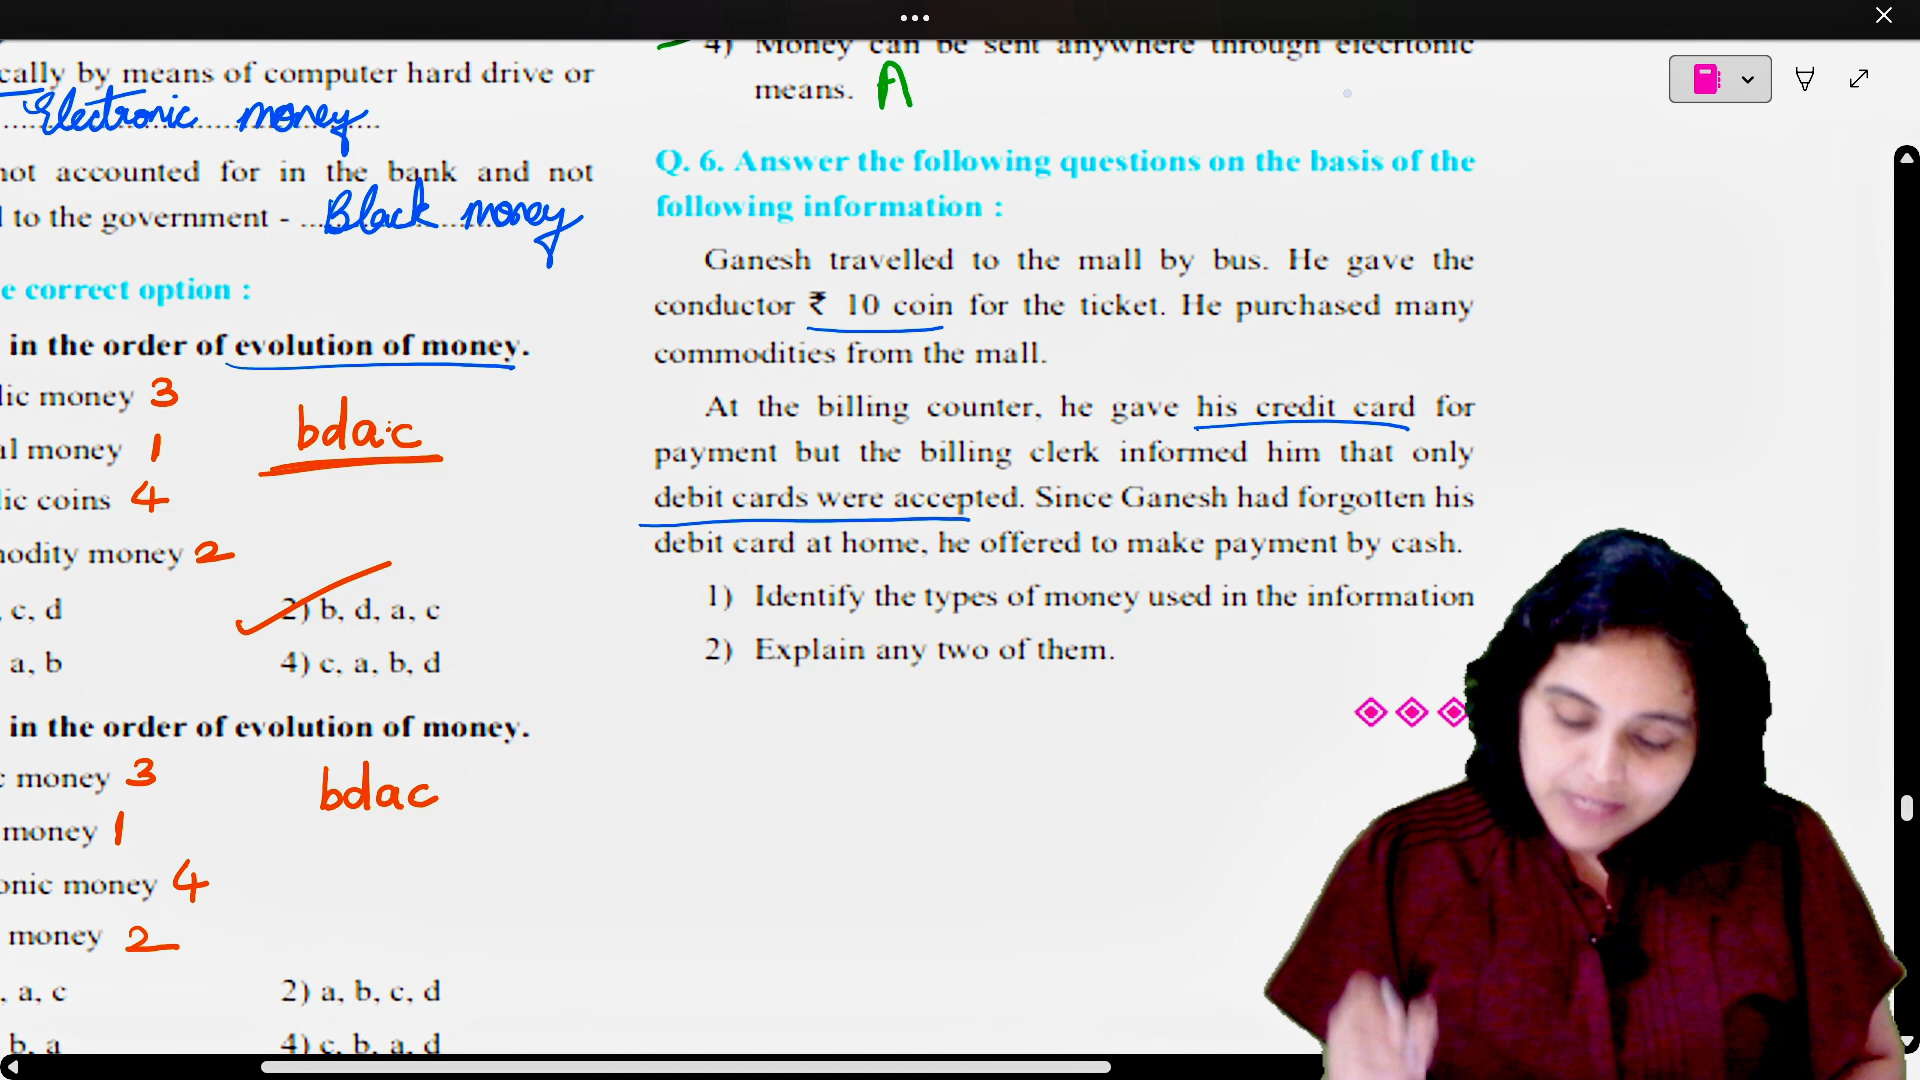 cally by means of computer hard drive or
Electronic money
not accounted for in the bank and not
to the government - ........ Black money
e correct option :
in the order of evolution of money.
lic money 3
al money 1
lic coins 4
odity money 2
bdac
c, d
2) b, d, a, c
a, b
4) c, a, b, d
in the order of evolution of money.
money 3
money 1
onic money 4
money 2
bdac
, a, c
2) a, b, c, d
b, a
4) c, b, a, d
4) Money can be sent anywhere through elecrtonic
means. A
Q. 6. Answer the following questions on the basis of the
following information :
Ganesh travelled to the mall by bus. He gave the
conductor ₹ 10 coin for the ticket. He purchased many
commodities from the mall.
At the billing counter, he gave his credit card for
payment but the billing clerk informed him that only
debit cards were accepted. Since Ganesh had forgotten his
debit card at home, he offered to make payment by cash.
1) Identify the types of money used in the information
2) Explain any two of them.